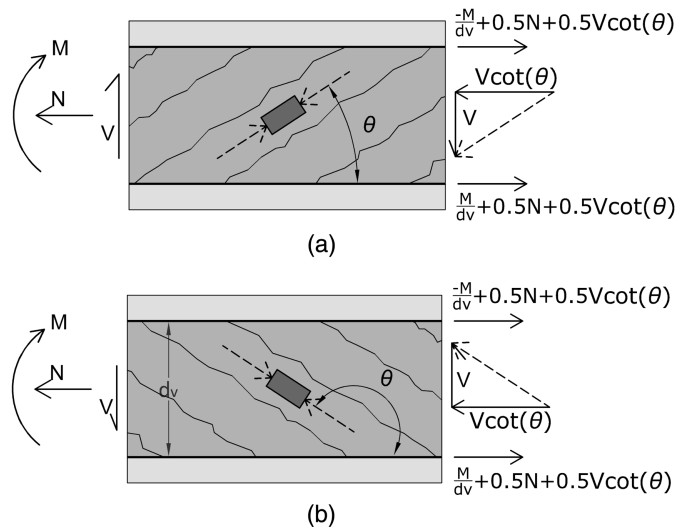 -M/dv+0.5N+0.5Vcot(θ)
M
N
V
θ
Vcot(θ)
V
M/dv+0.5N+0.5Vcot(θ)
(a)
-M/dv+0.5N+0.5Vcot(θ)
M
N
V
dv
θ
V
Vcot(θ)
M/dv+0.5N+0.5Vcot(θ)
(b)